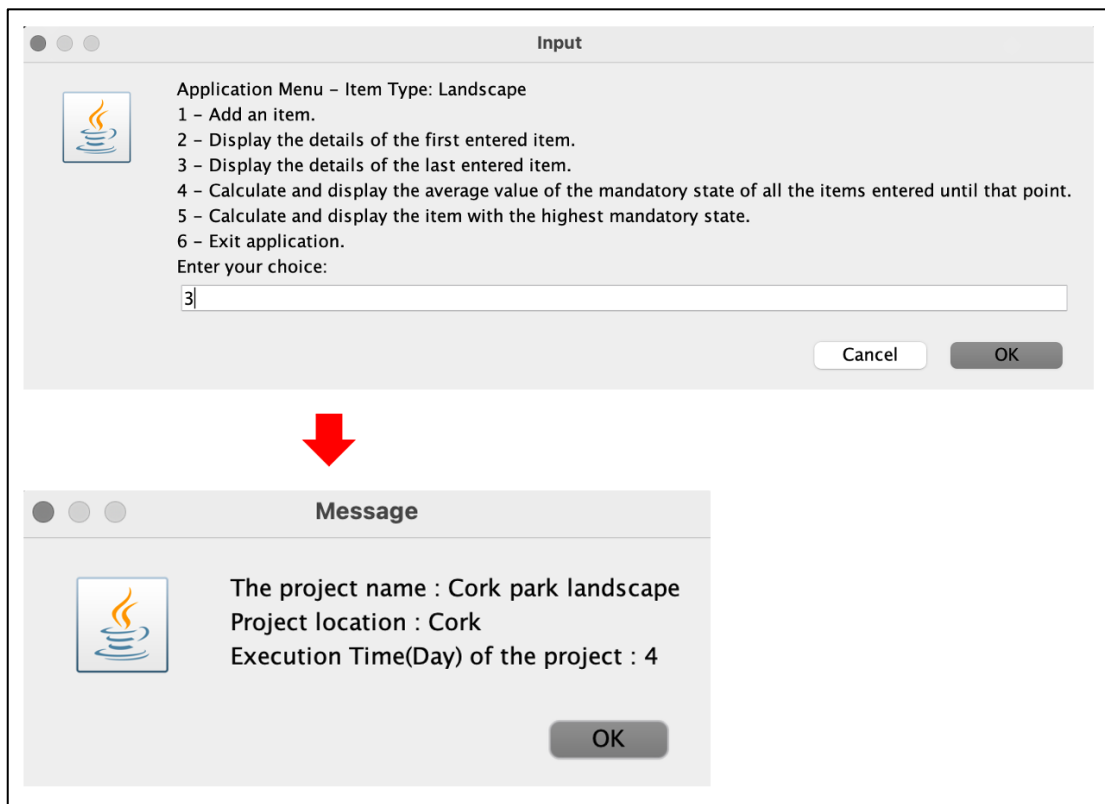 Input
Application Menu – Item Type: Landscape
1 – Add an item.
2 – Display the details of the first entered item.
3 – Display the details of the last entered item.
4 – Calculate and display the average value of the mandatory state of all the items entered until that point.
5 – Calculate and display the item with the highest mandatory state.
6 – Exit application.
Enter your choice:
3
Cancel OK
Message
The project name : Cork park landscape
Project location : Cork
Execution Time(Day) of the project : 4
OK